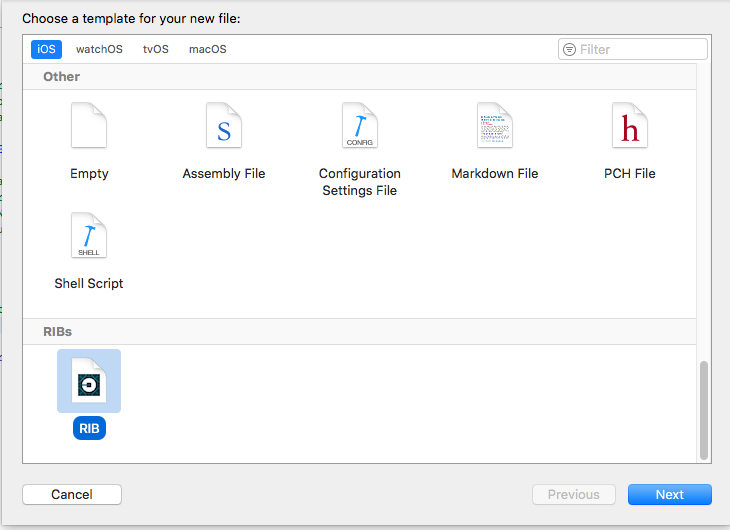 Choose a template for your new file:
iOS watchOS tvOS macOS Filter
Other
S CONFIG h
Empty Assembly File Configuration Settings File Markdown File PCH File
SHELL
Shell Script
RIBs
RIB
Cancel Previous Next